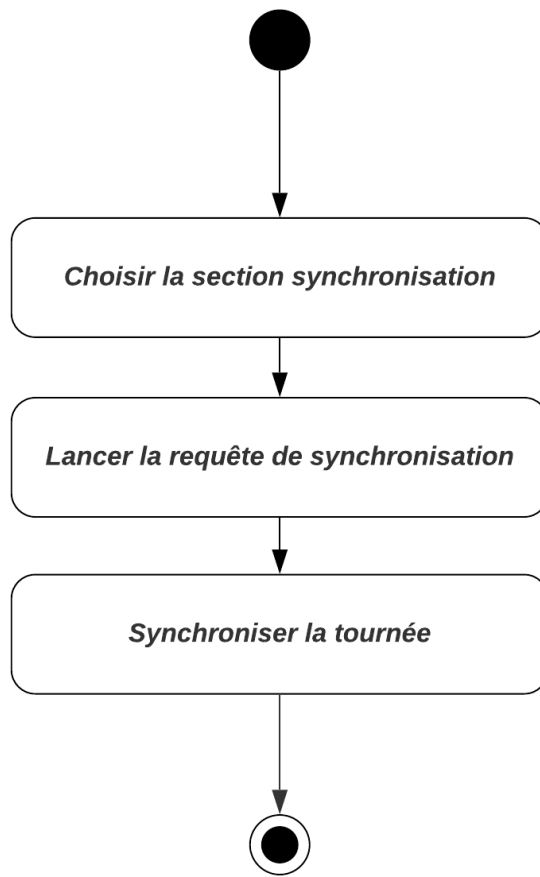 Choisir la section synchronisation
Lancer la requête de synchronisation
Synchroniser la tournée